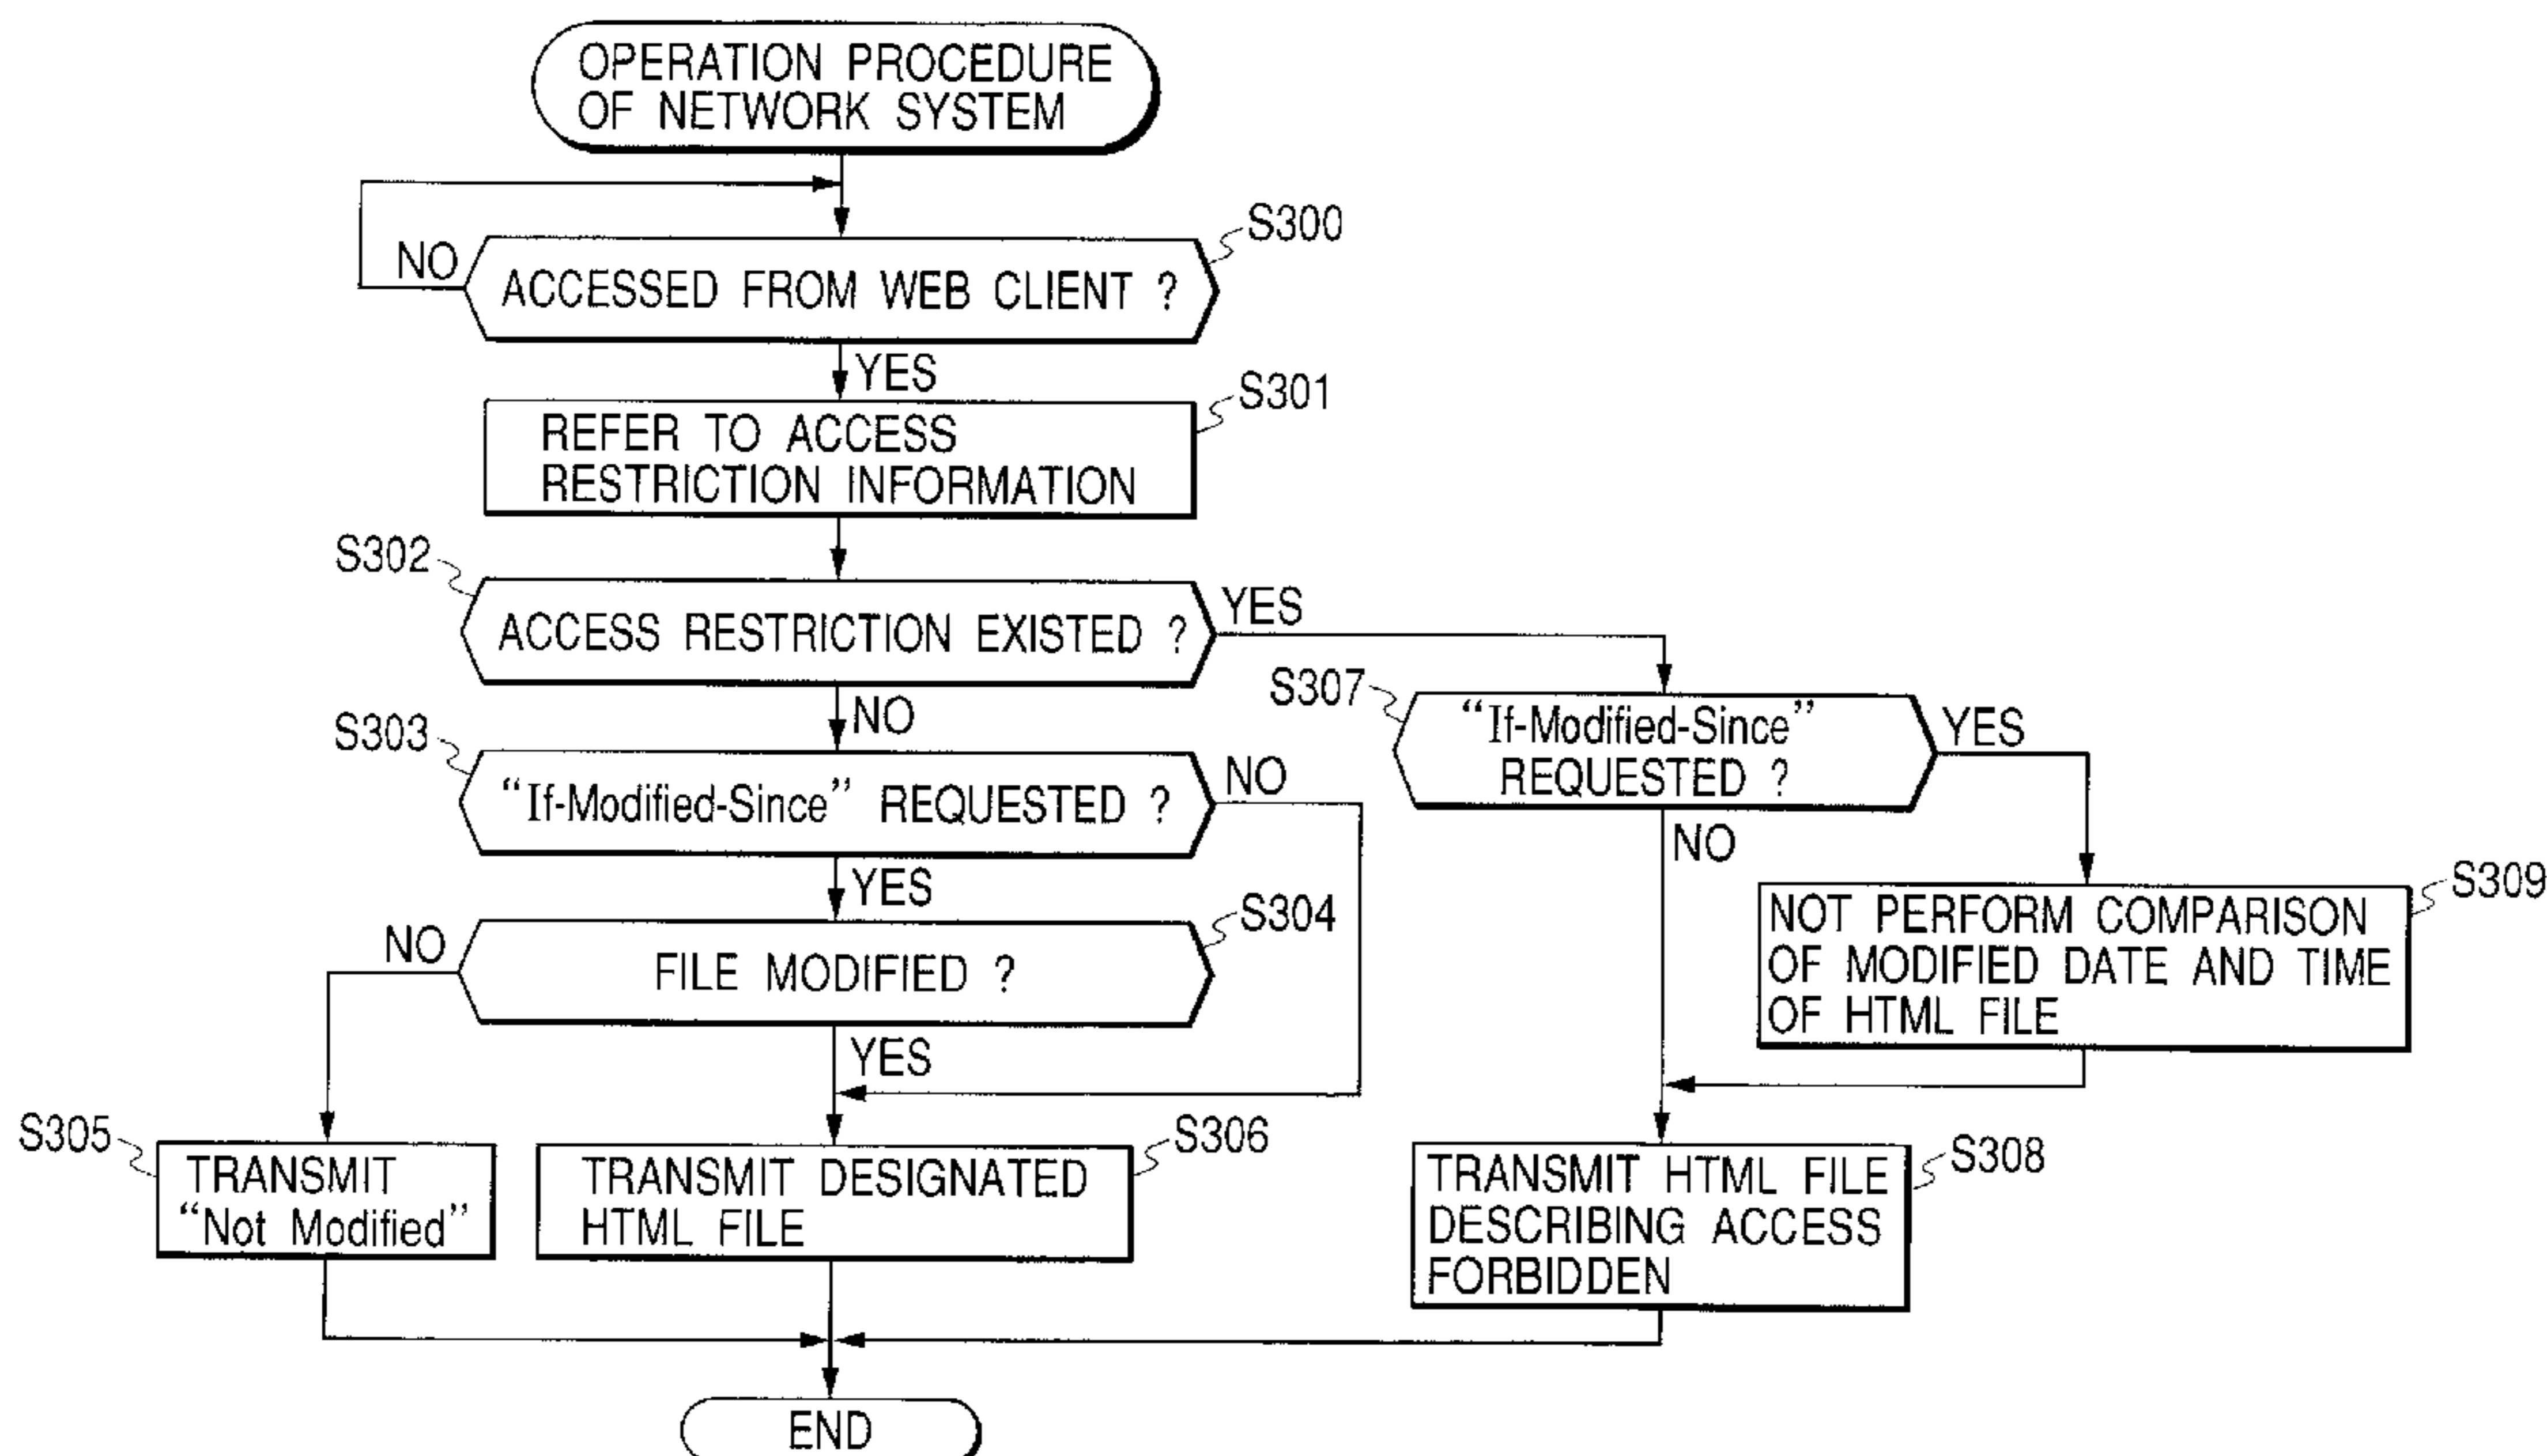 OPERATION PROCEDURE
OF NETWORK SYSTEM
S300
NO
ACCESSED FROM WEB CLIENT ?
YES
S301
REFER TO ACCESS
RESTRICTION INFORMATION
S302
ACCESS RESTRICTION EXISTED ?
YES
NO
S303
“If-Modified-Since” REQUESTED ?
NO
YES
S304
NO
FILE MODIFIED ?
YES
S305
TRANSMIT
“Not Modified”
S306
TRANSMIT DESIGNATED
HTML FILE
S307
“If-Modified-Since”
REQUESTED ?
YES
NO
S309
NOT PERFORM COMPARISON
OF MODIFIED DATE AND TIME
OF HTML FILE
S308
TRANSMIT HTML FILE
DESCRIBING ACCESS
FORBIDDEN
END